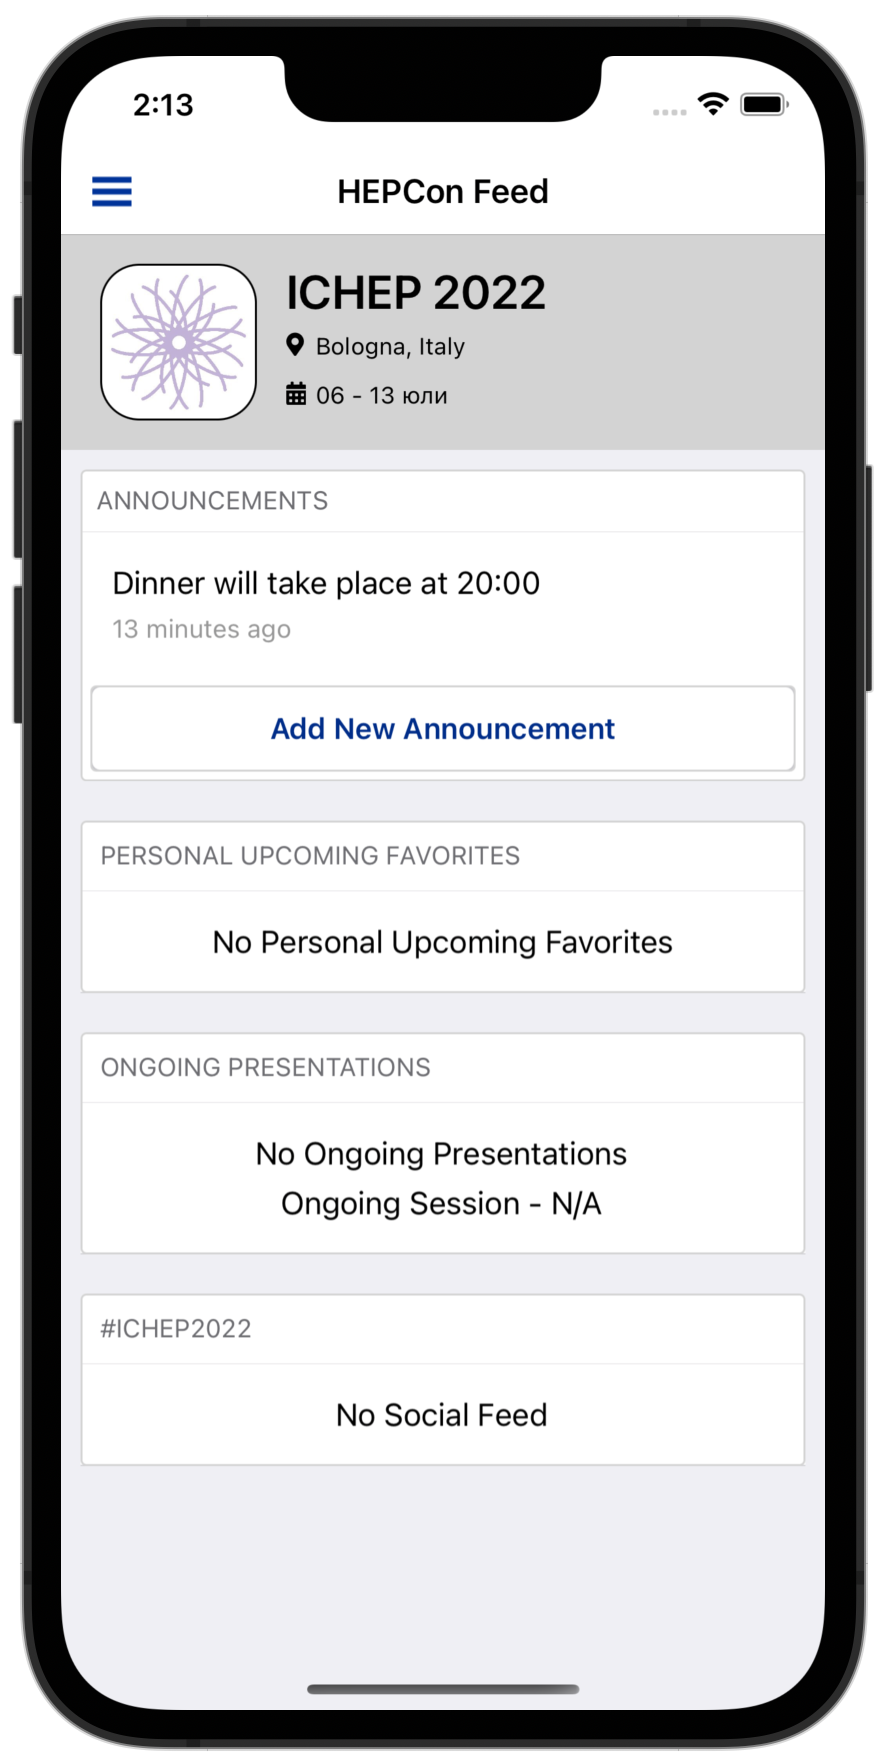 2:13
HEPCon Feed
ICHEP 2022
Bologna, Italy
06 - 13 юли
ANNOUNCEMENTS
Dinner will take place at 20:00
13 minutes ago
Add New Announcement
PERSONAL UPCOMING FAVORITES
No Personal Upcoming Favorites
ONGOING PRESENTATIONS
No Ongoing Presentations
Ongoing Session - N/A
#ICHEP2022
No Social Feed